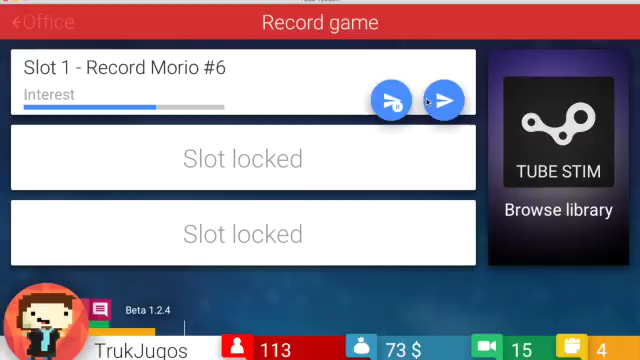 Office
Record game
Slot 1 - Record Morio #6
Interest
Slot locked
Slot locked
TUBE STIM
Browse library
Beta 1.2.4
TrukJugos
113
73 $
15
4